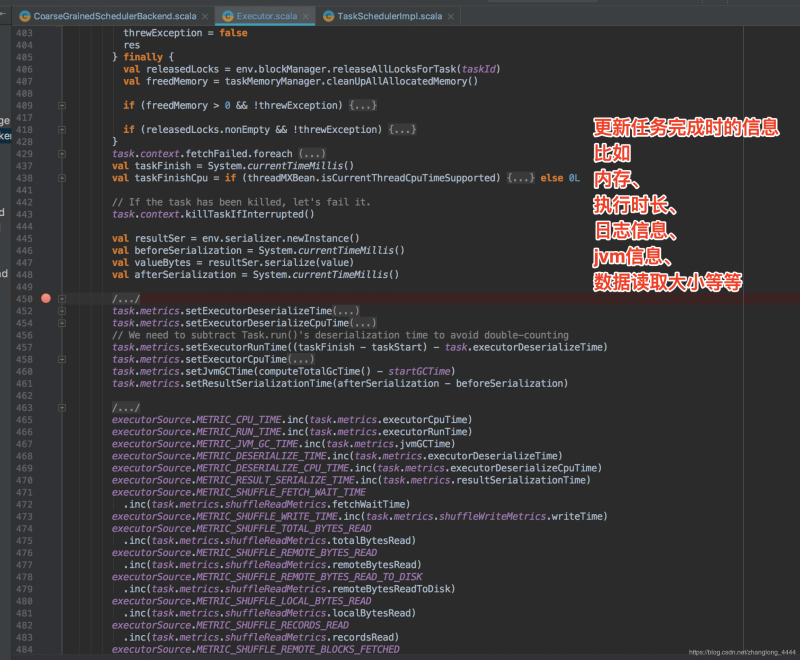 CoarseGrainedSchedulerBackend.scala × Executor.scala × TaskSchedulerImpl.scala ×
403 threwException = false
404 res
405 } finally {
406 val releasedLocks = env.blockManager.releaseAllLocksForTask(taskId)
407 val freedMemory = taskMemoryManager.cleanUpAllAllocatedMemory()
408
409 if (freedMemory > 0 && !threwException) {...}
417
418 if (releasedLocks.nonEmpty && !threwException) {...}
428 }
429 task.context.fetchFailed.foreach {...}
437 val taskFinish = System.currentTimeMillis()
438 val taskFinishCpu = if (threadMXBean.isCurrentThreadCpuTimeSupported) {...} else 0L
441
442 // If the task has been killed, let's fail it.
443 task.context.killTaskIfInterrupted()
444
445 val resultSer = env.serializer.newInstance()
446 val beforeSerialization = System.currentTimeMillis()
447 val valueBytes = resultSer.serialize(value)
448 val afterSerialization = System.currentTimeMillis()
449
450 /.../
452 task.metrics.setExecutorDeserializeTime(...)
454 task.metrics.setExecutorDeserializeCpuTime(...)
456 // We need to subtract Task.run()'s deserialization time to avoid double-counting
457 task.metrics.setExecutorRunTime((taskFinish - taskStart) - task.executorDeserializeTime)
458 task.metrics.setExecutorCpuTime(...)
460 task.metrics.setJvmGCTime(computeTotalGcTime() - startGCTime)
461 task.metrics.setResultSerializationTime(afterSerialization - beforeSerialization)
462
463 /.../
465 executorSource.METRIC_CPU_TIME.inc(task.metrics.executorCpuTime)
466 executorSource.METRIC_RUN_TIME.inc(task.metrics.executorRunTime)
467 executorSource.METRIC_JVM_GC_TIME.inc(task.metrics.jvmGCTime)
468 executorSource.METRIC_DESERIALIZE_TIME.inc(task.metrics.executorDeserializeTime)
469 executorSource.METRIC_DESERIALIZE_CPU_TIME.inc(task.metrics.executorDeserializeCpuTime)
470 executorSource.METRIC_RESULT_SERIALIZE_TIME.inc(task.metrics.resultSerializationTime)
471 executorSource.METRIC_SHUFFLE_FETCH_WAIT_TIME
472 .inc(task.metrics.shuffleReadMetrics.fetchWaitTime)
473 executorSource.METRIC_SHUFFLE_WRITE_TIME.inc(task.metrics.shuffleWriteMetrics.writeTime)
474 executorSource.METRIC_SHUFFLE_TOTAL_BYTES_READ
475 .inc(task.metrics.shuffleReadMetrics.totalBytesRead)
476 executorSource.METRIC_SHUFFLE_REMOTE_BYTES_READ
477 .inc(task.metrics.shuffleReadMetrics.remoteBytesRead)
478 executorSource.METRIC_SHUFFLE_REMOTE_BYTES_READ_TO_DISK
479 .inc(task.metrics.shuffleReadMetrics.remoteBytesReadToDisk)
480 executorSource.METRIC_SHUFFLE_LOCAL_BYTES_READ
481 .inc(task.metrics.shuffleReadMetrics.localBytesRead)
482 executorSource.METRIC_SHUFFLE_RECORDS_READ
483 .inc(task.metrics.shuffleReadMetrics.recordsRead)
484 executorSource.METRIC_SHUFFLE_REMOTE_BLOCKS_FETCHED
更新任务完成时的信息
比如
内存、
执行时长、
日志信息、
jvm信息、
数据读取大小等等
https://blog.csdn.net/zhanglong_4444